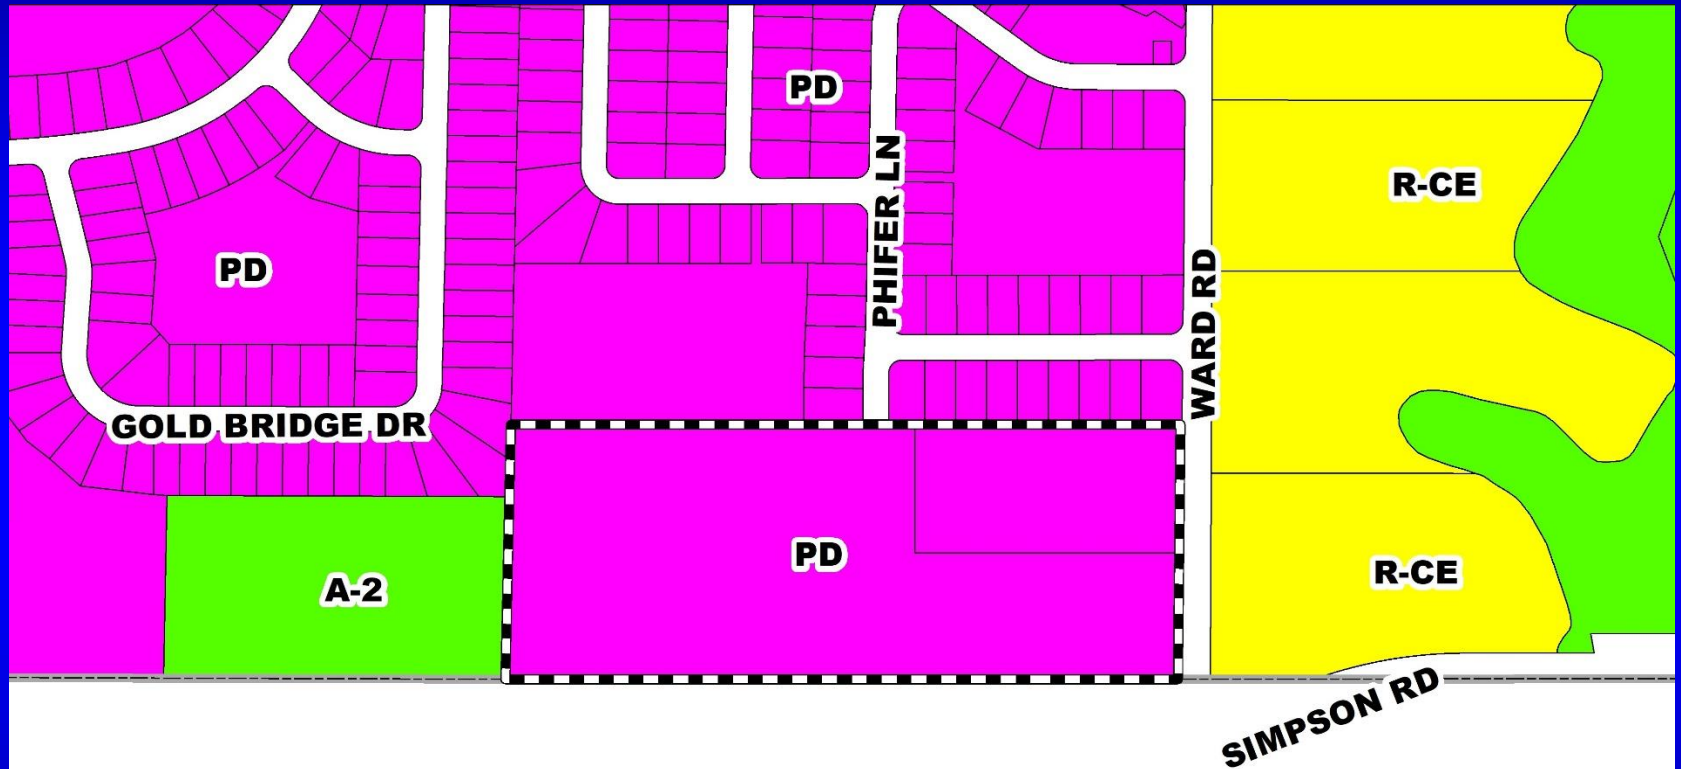 PD
PHIFER LN
R-CE
PD
WARD RD
GOLD BRIDGE DR
PD
R-CE
A-2
SIMPSON RD